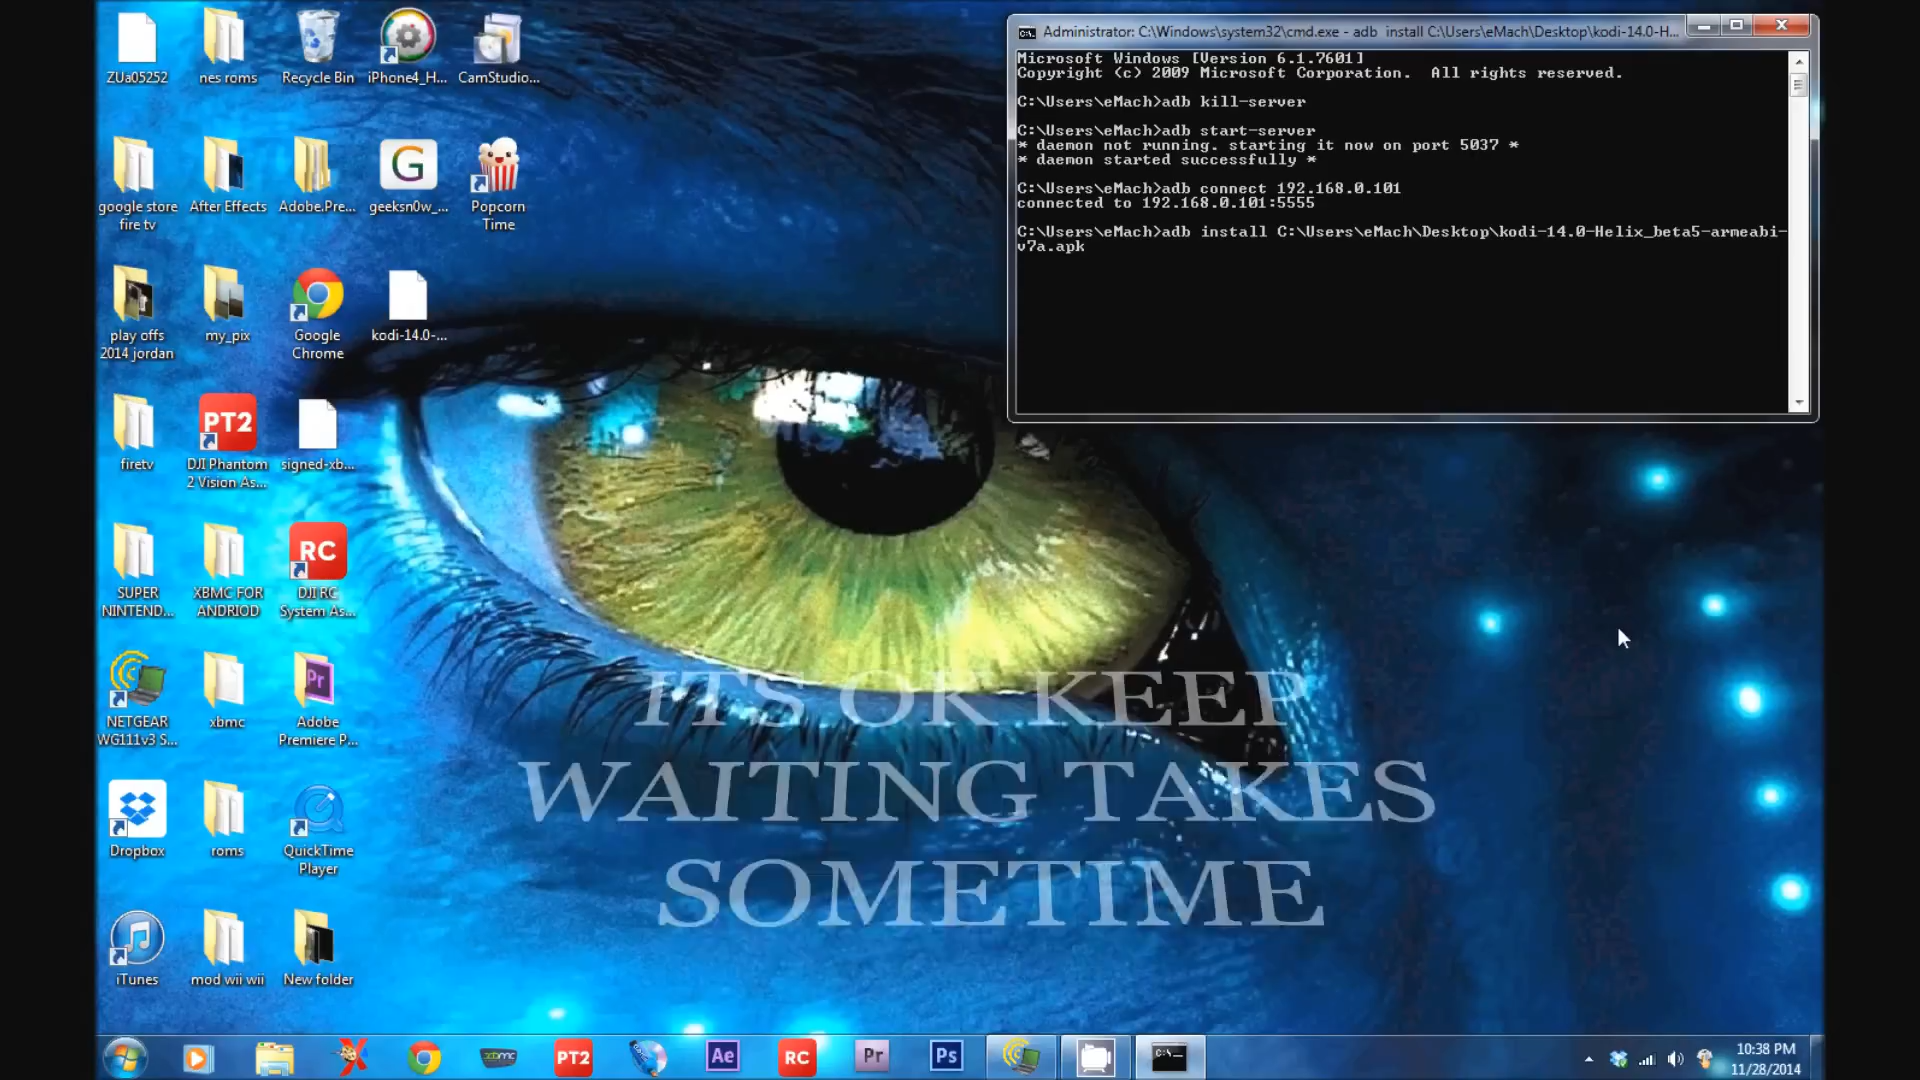 ZUa05252
nes roms
Recycle Bin
iPhone4_H...
CamStudio...
google store
fire tv
After Effects
Adobe.Pre...
G
geeksn0w_...
Popcorn
Time
play offs
2014 jordan
my_pix
Google
Chrome
kodi-14.0-...
firetv
PT2
DJI Phantom
2 Vision As...
signed-xb...
SUPER
NINTEND...
XBMC FOR
ANDRIOD
RC
DJI RC
System As...
NETGEAR
WG111v3 S...
xbmc
Pr
Adobe
Premiere P...
Dropbox
roms
QuickTime
Player
iTunes
mod wii wii
New folder
Administrator: C:\Windows\system32\cmd.exe - adb install C:\Users\eMach\Desktop\kodi-14.0-H...
Microsoft Windows [Version 6.1.7601]
Copyright (c) 2009 Microsoft Corporation. All rights reserved.
C:\Users\eMach>adb kill-server
C:\Users\eMach>adb start-server
* daemon not running. starting it now on port 5037 *
* daemon started successfully *
C:\Users\eMach>adb connect 192.168.0.101
connected to 192.168.0.101:5555
C:\Users\eMach>adb install C:\Users\eMach\Desktop\kodi-14.0-Helix_beta5-armeabi-
v7a.apk
ITS OK KEEP
WAITING TAKES
SOMETIME
xbmc
PT2
Ae
RC
Pr
Ps
C:\_
10:38 PM
11/28/2014